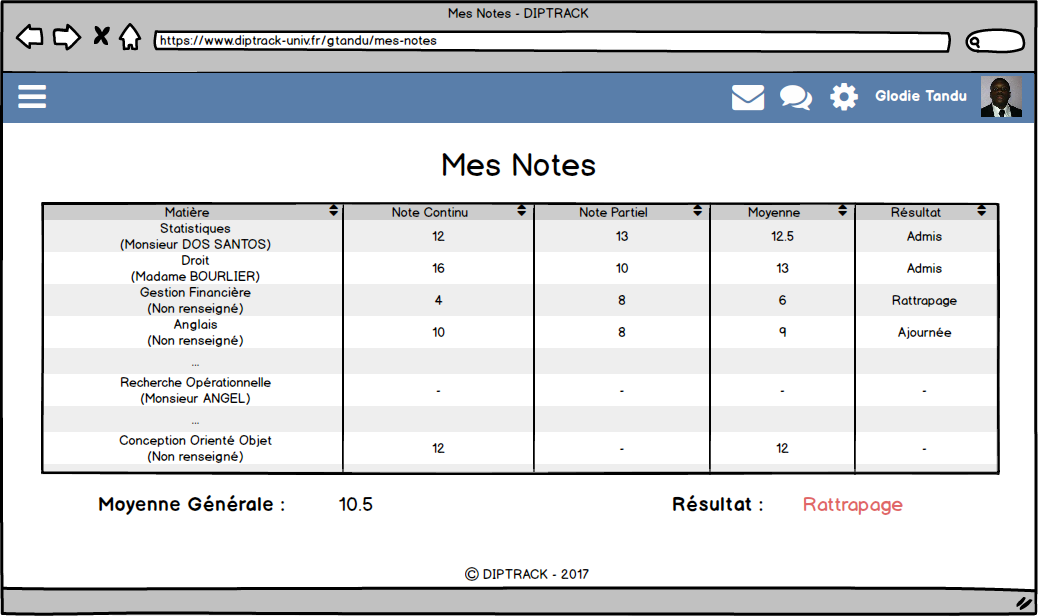 Mes Notes - DIPTRACK
https://www.diptrack-univ.fr/gtandu/mes-notes
Glodie Tandu
Mes Notes
Matière Note Continu Note Partiel Moyenne Résultat
Statistiques
(Monsieur DOS SANTOS) 12 13 12.5 Admis
Droit
(Madame BOURLIER) 16 10 13 Admis
Gestion Financière
(Non renseigné) 4 8 6 Rattrapage
Anglais
(Non renseigné) 10 8 9 Ajournée
...
Recherche Opérationnelle
(Monsieur ANGEL) - - - -
...
Conception Orienté Objet
(Non renseigné) 12 - 12 -
Moyenne Générale : 10.5 Résultat : Rattrapage
© DIPTRACK - 2017